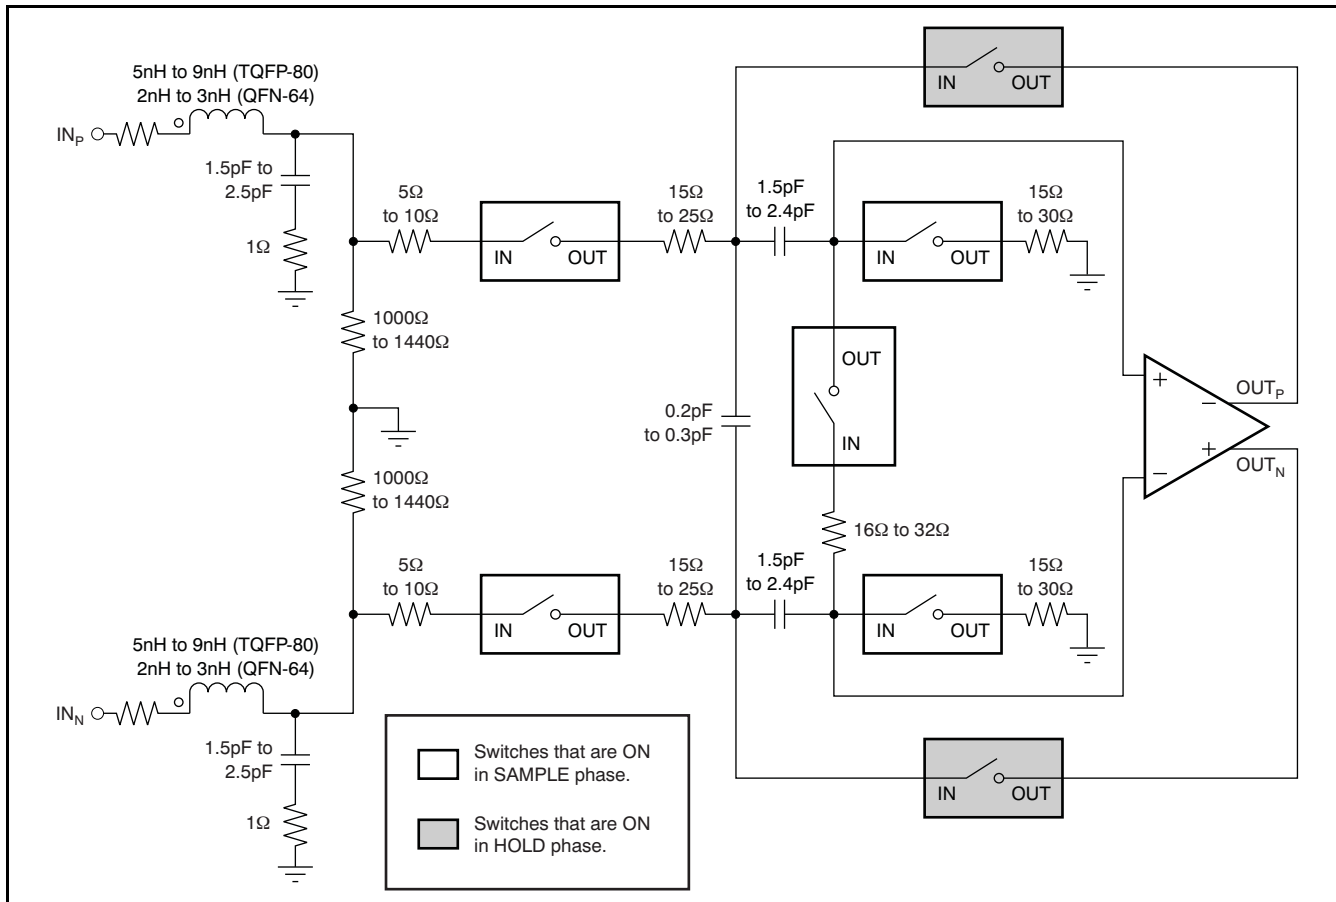 5nH to 9nH (TQFP-80)
2nH to 3nH (QFN-64)
INP
1.5pF to
2.5pF
1Ω
5Ω
to 10Ω
IN OUT
15Ω
to 25Ω
1.5pF
to 2.4pF
IN OUT
15Ω
to 30Ω
IN OUT
1000Ω
to 1440Ω
OUT
IN
0.2pF
to 0.3pF
+
−
−
+
OUTP
OUTN
1000Ω
to 1440Ω
16Ω to 32Ω
5Ω
to 10Ω
IN OUT
15Ω
to 25Ω
1.5pF
to 2.4pF
IN OUT
15Ω
to 30Ω
5nH to 9nH (TQFP-80)
2nH to 3nH (QFN-64)
INN
1.5pF to
2.5pF
1Ω
IN OUT
Switches that are ON
in SAMPLE phase.
Switches that are ON
in HOLD phase.